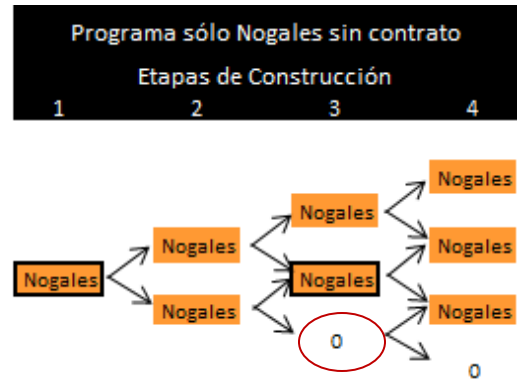 Programa sólo Nogales sin contrato
Etapas de Construcción
1 2 3 4
Nogales
Nogales
Nogales
Nogales
Nogales
Nogales
Nogales
Nogales
Nogales
0
0